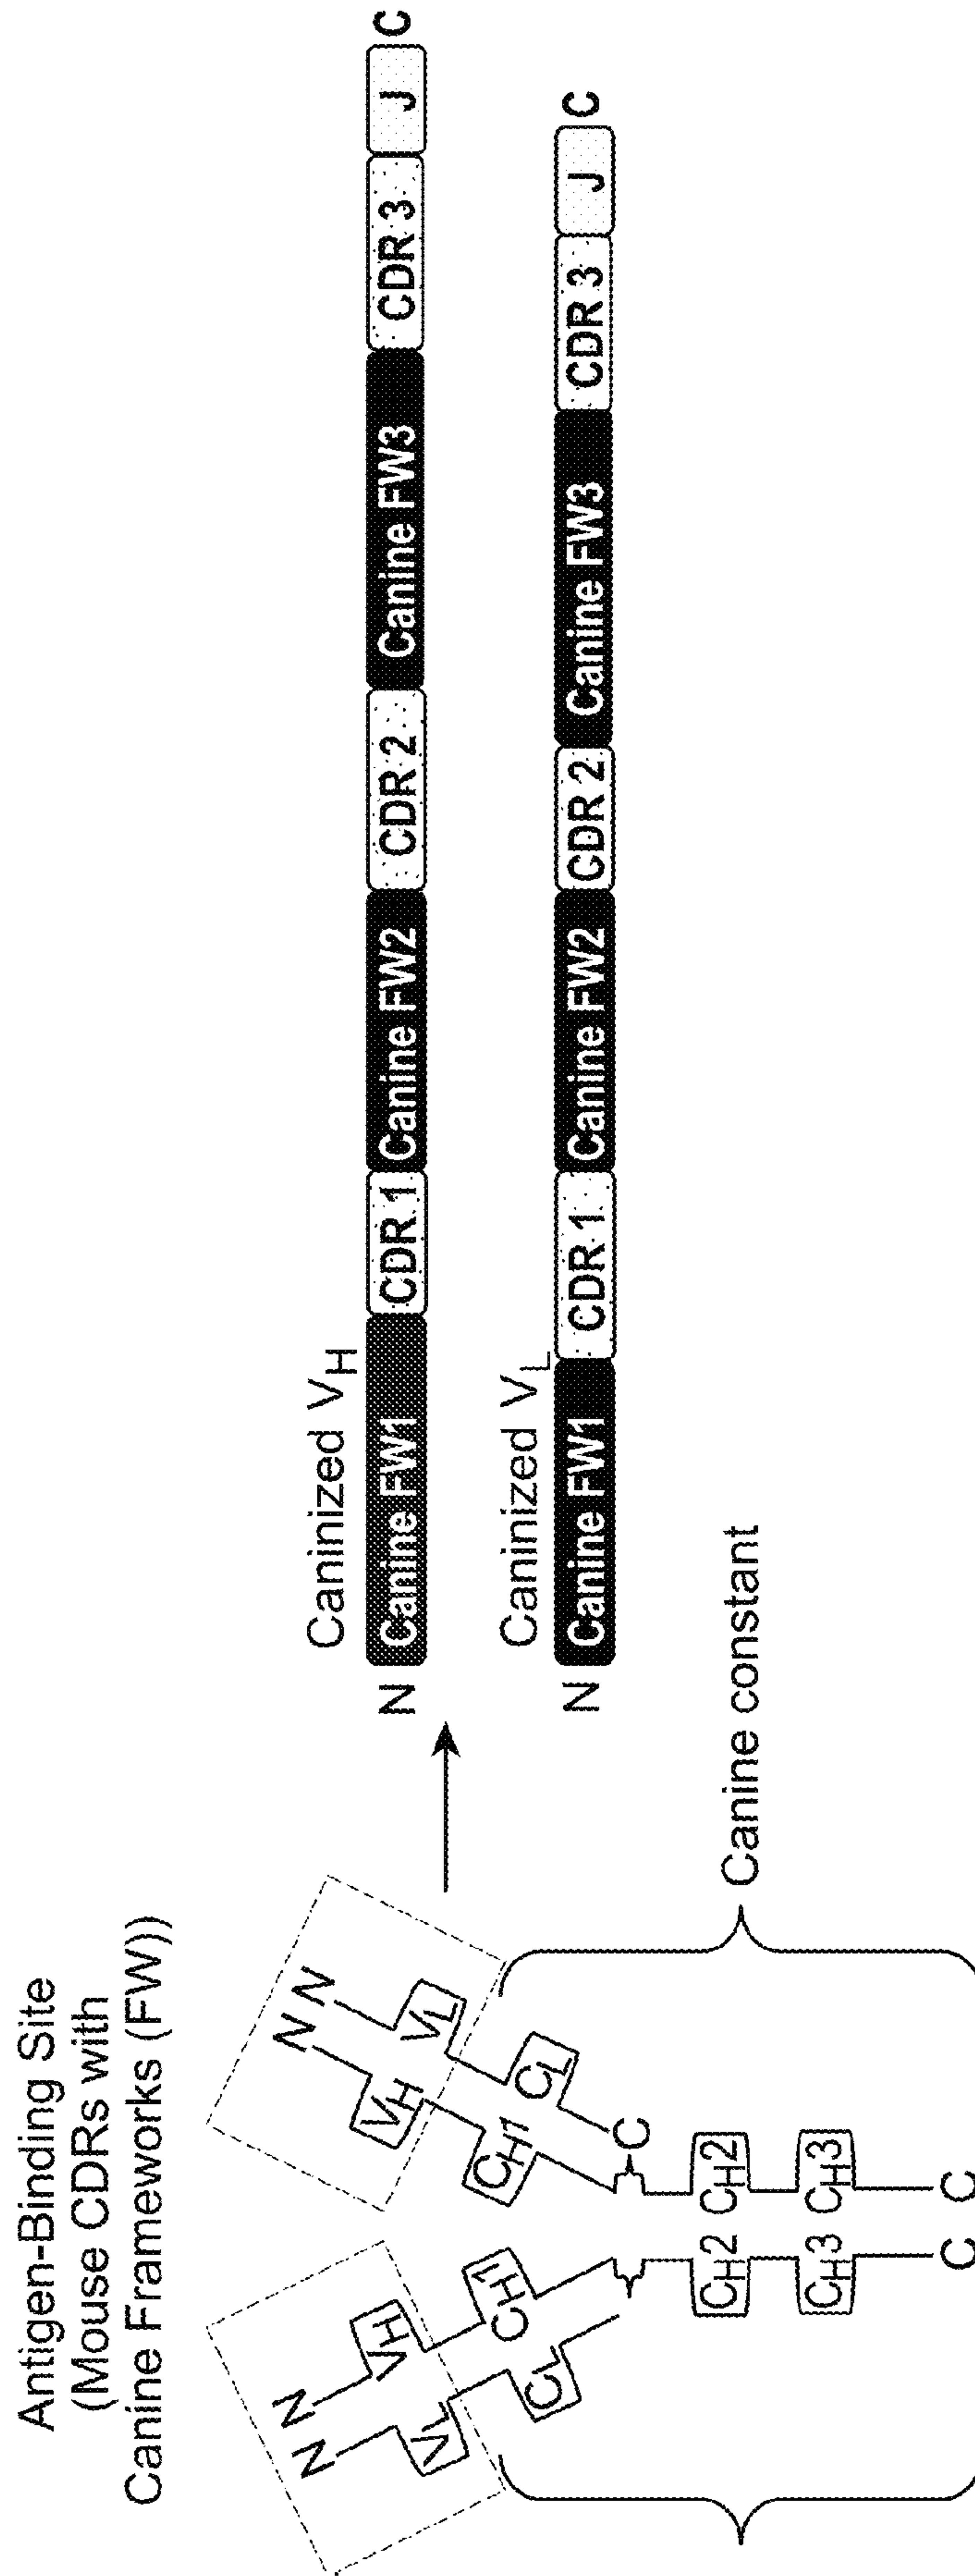 Antigen-Binding Site
(Mouse CDRs with
Canine Frameworks (FW))
N N
N N
VL VH
VH VL
CL CH1
CH1 CL
C
CH2 CH2
CH3 CH3
C C
Canine constant
Caninized VH
N Canine FW1 CDR 1 Canine FW2 CDR 2 Canine FW3 CDR 3 J C
Caninized VL
N Canine FW1 CDR 1 Canine FW2 CDR 2 Canine FW3 CDR 3 J C